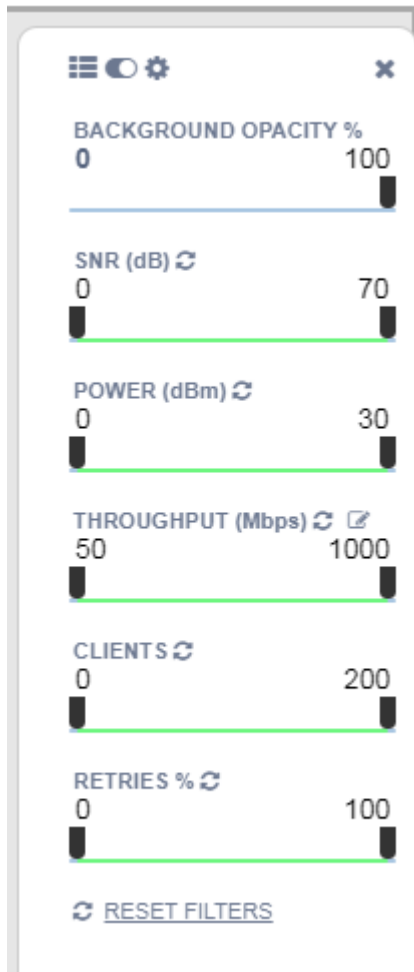 BACKGROUND OPACITY %
0 100
SNR (dB)
0 70
POWER (dBm)
0 30
THROUGHPUT (Mbps)
50 1000
CLIENTS
0 200
RETRIES %
0 100
RESET FILTERS